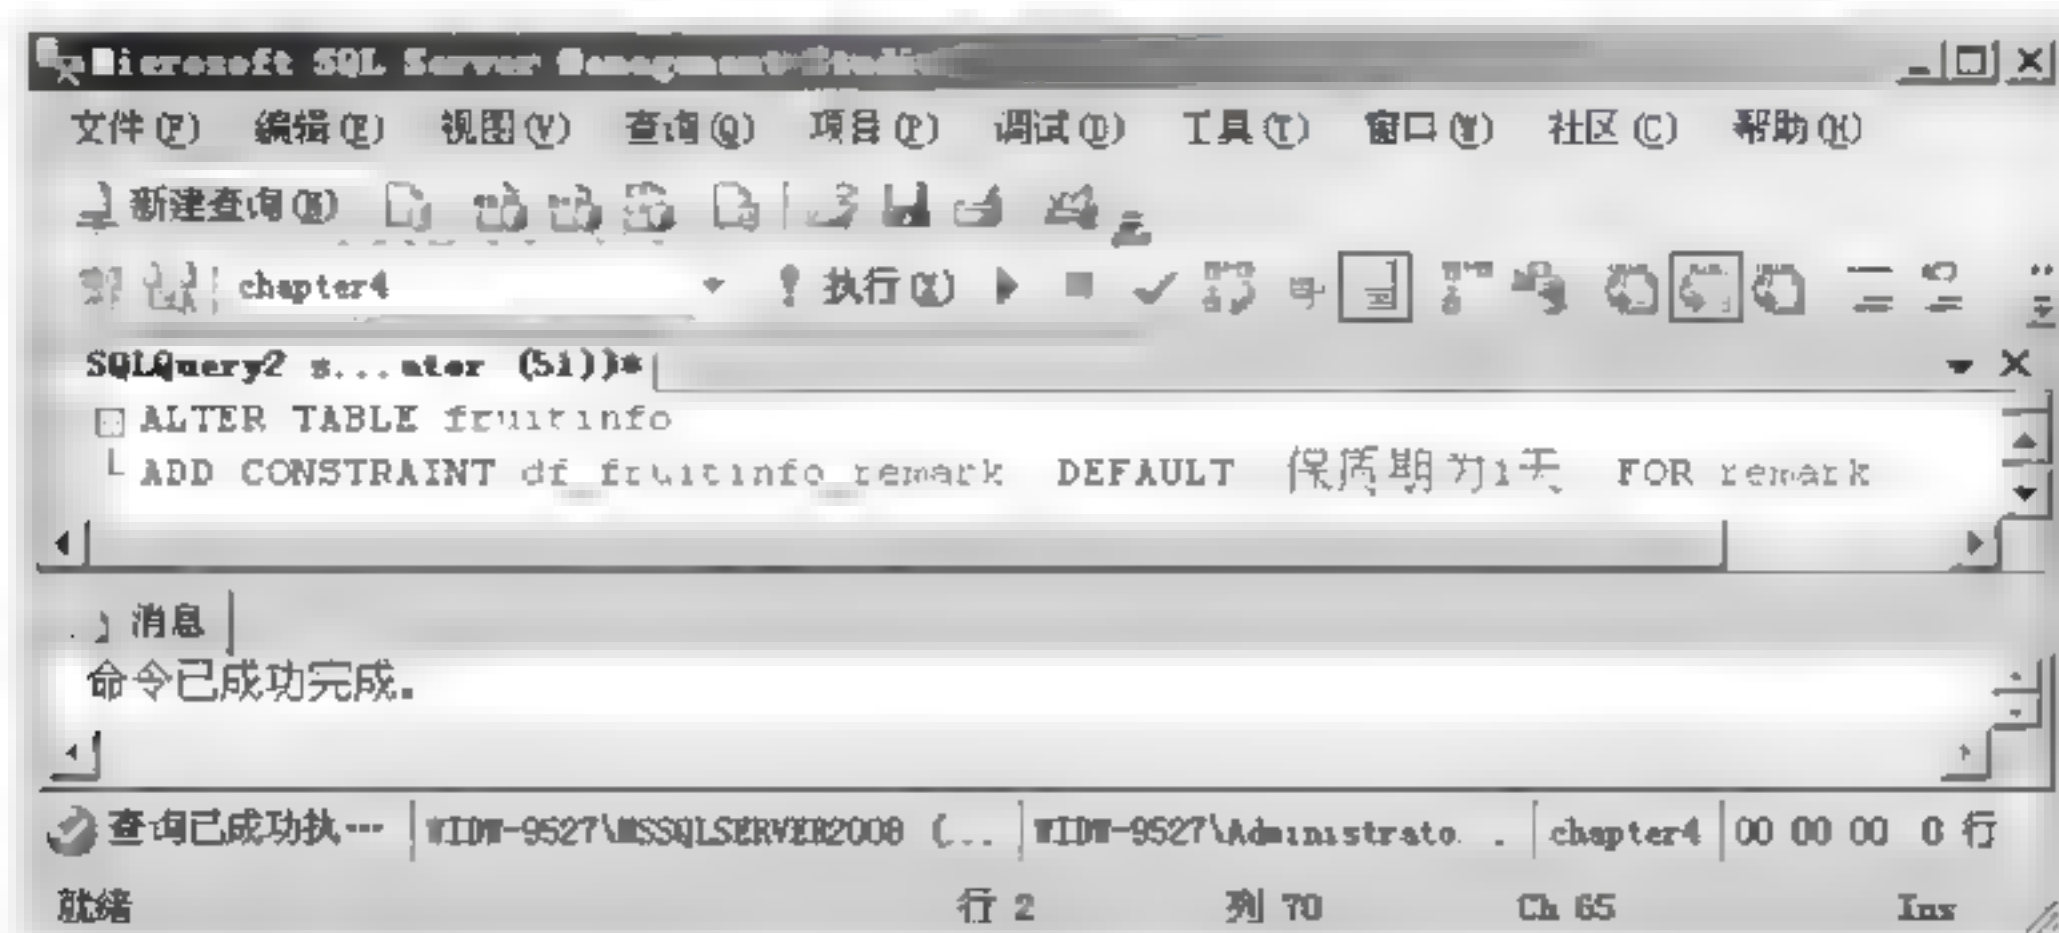 Microsoft SQL Server Management Studio
文件(F) 编辑(E) 视图(V) 查询(Q) 项目(P) 调试(D) 工具(T) 窗口(W) 社区(C) 帮助(H)
新建查询(N)
chapter4 执行(X)
SQLQuery2 s...ator (51))*
ALTER TABLE fruitinfo
ADD CONSTRAINT df_fruitinfo_remark DEFAULT 保质期为1天 FOR remark
消息
命令已成功完成。
查询已成功执… WIDW-9527\MSSQLSERVER2008 (... WIDW-9527\Administrato... chapter4 00 00 00 0 行
就绪 行 2 列 70 Ch 65 Ins